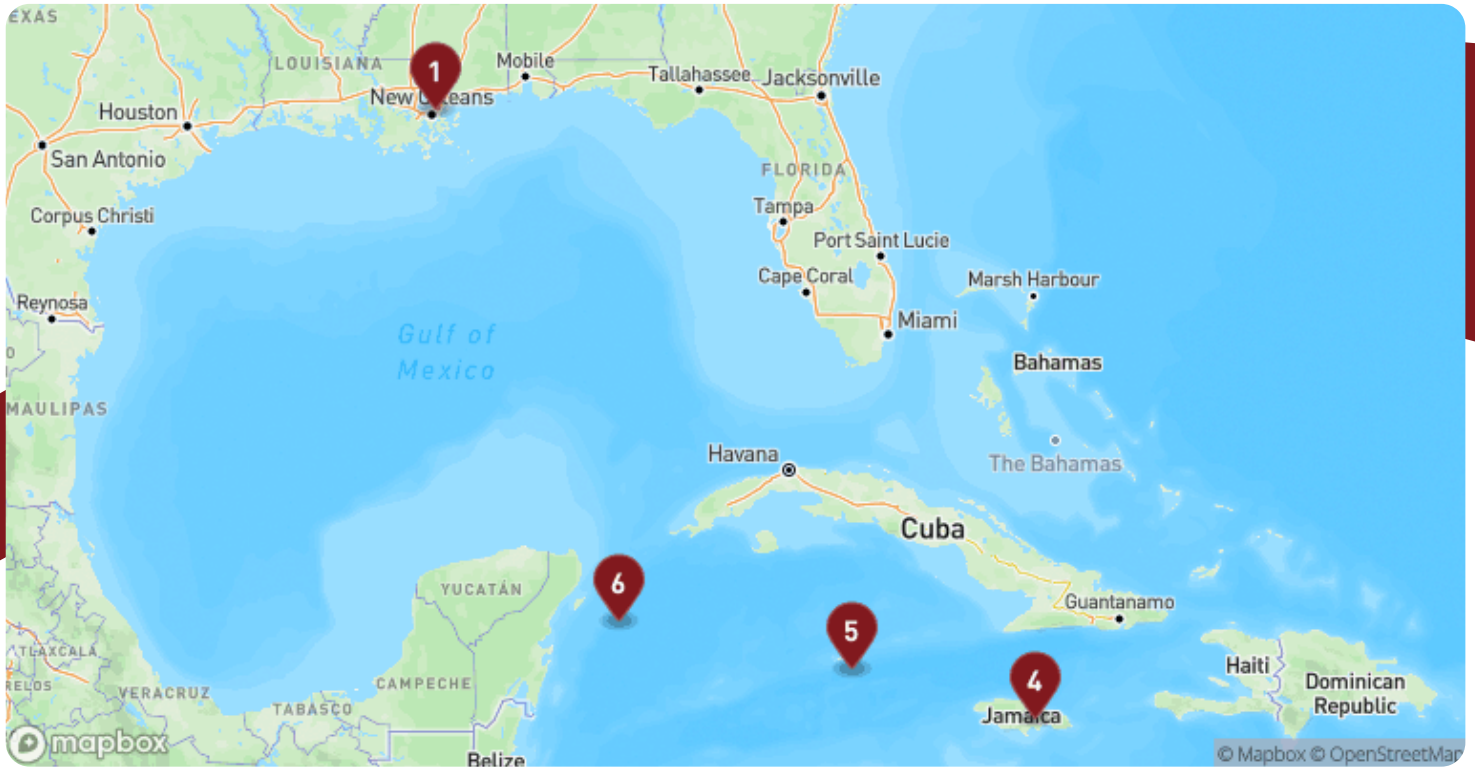 EXAS
LOUISIANA
1
Mobile
Tallahassee
Jacksonville
New Orleans
Houston
San Antonio
FLORIDA
Corpus Christi
Tampa
Port Saint Lucie
Cape Coral
Marsh Harbour
Reynosa
Miami
Gulf of
Mexico
O
Bahamas
MAULIPAS
Havana
The Bahamas
Cuba
6
YUCATÁN
Guantanamo
5
TLAXCALA
Haiti
4
RELOS
CAMPECHE
Dominican
Republic
VERACRUZ
TABASCO
Jamaica
mapbox
Belize
© Mapbox © OpenStreetMap